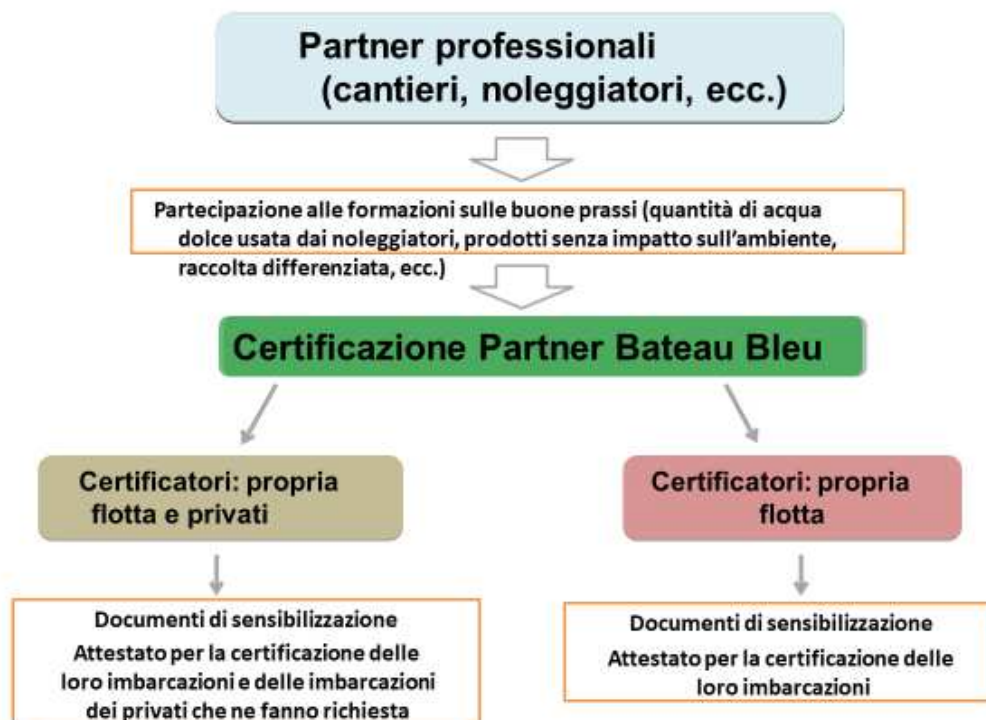 Partner professionali
(cantieri, noleggiatori, ecc.)
Partecipazione alle formazioni sulle buone prassi (quantità di acqua
dolce usata dai noleggiatori, prodotti senza impatto sull'ambiente,
raccolta differenziata, ecc.)
Certificazione Partner Bateau Bleu
Certificatori: propria
flotta e privati
Certificatori: propria
flotta
Documenti di sensibilizzazione
Attestato per la certificazione delle
loro imbarcazioni e delle imbarcazioni
dei privati che ne fanno richiesta
Documenti di sensibilizzazione
Attestato per la certificazione delle
loro imbarcazioni